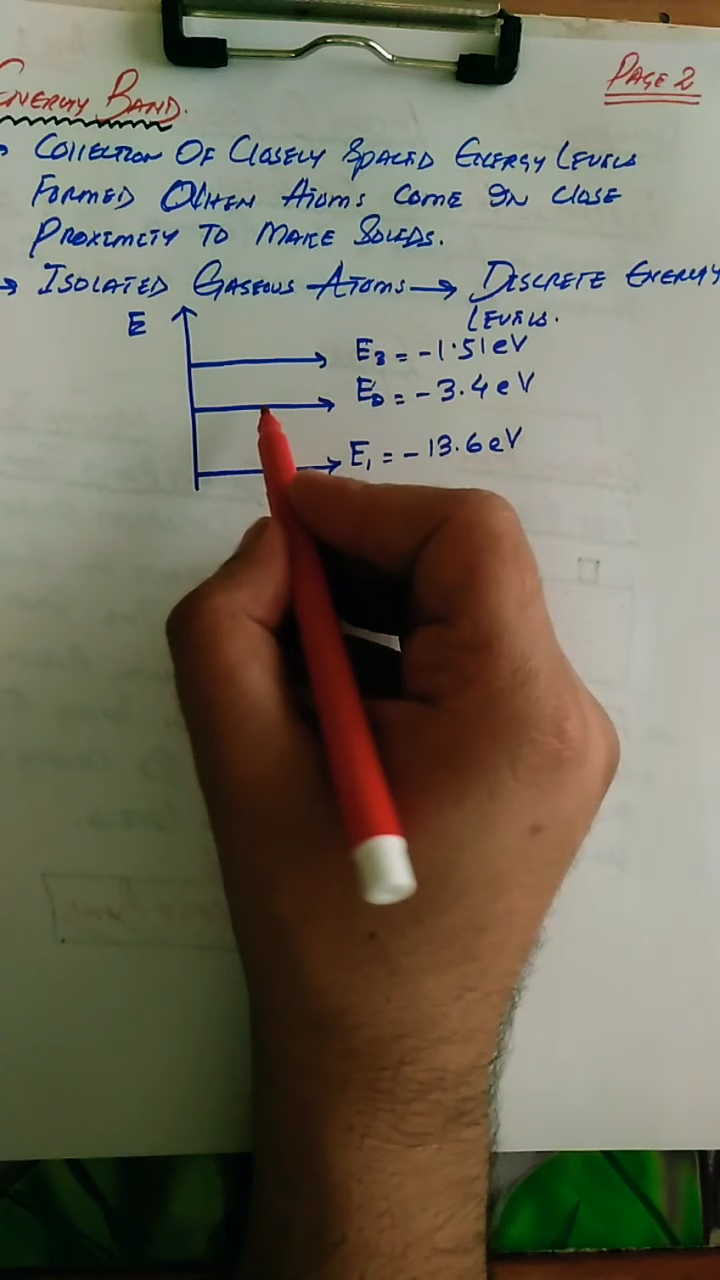 PAGE 2
ENERGY BAND.
→ COLLECTION OF CLOSELY SPACED ENERGY LEVELS
FORMED WHEN ATOMS COME IN CLOSE
PROXIMITY TO MAKE SOLIDS.
→ ISOLATED GASEOUS ATOMS → DISCRETE ENERGY
LEVELS.
E
E₃ = -1.51eV
E₂ = -3.4eV
E₁ = -13.6eV